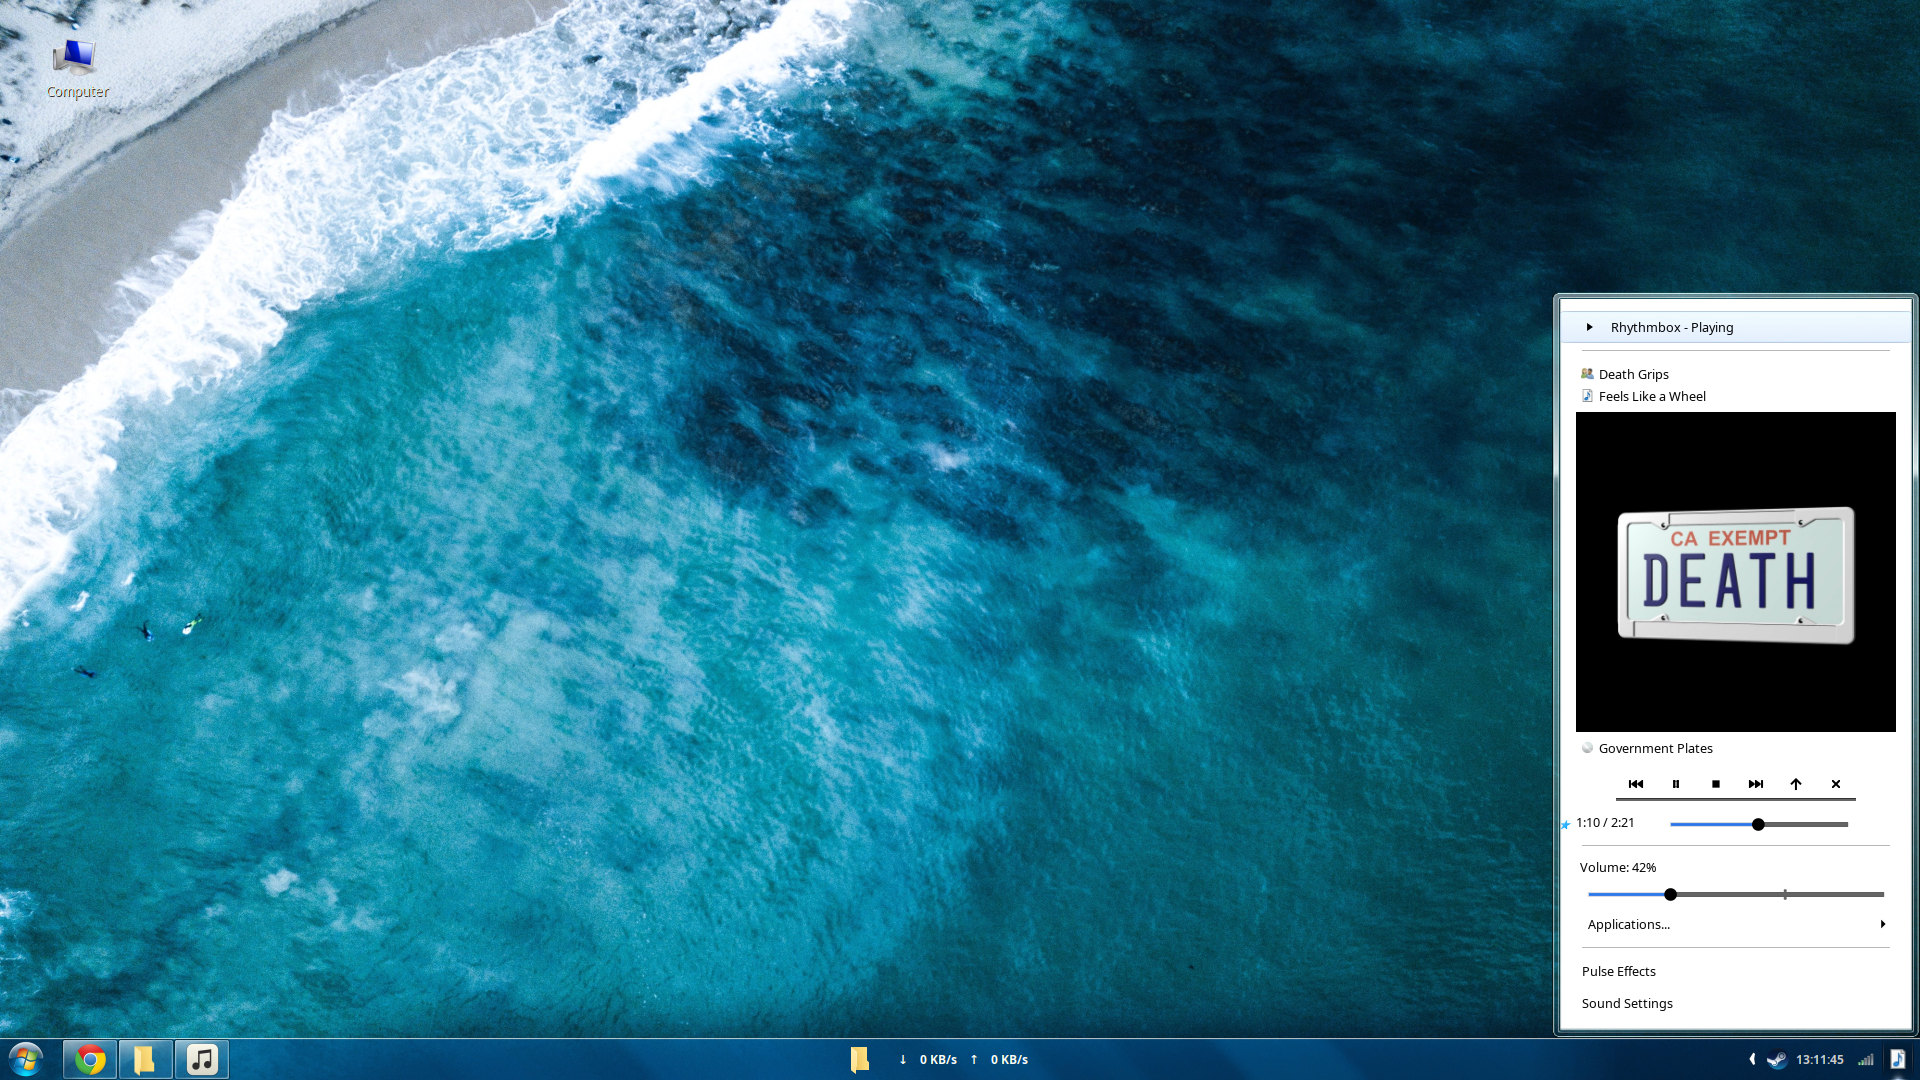 Computer
Rhythmbox - Playing
Death Grips
Feels Like a Wheel
CA EXEMPT
DEATH
Government Plates
1:10 / 2:21
Volume: 42%
Applications...
Pulse Effects
Sound Settings
↓ 0 KB/s ↑ 0 KB/s
13:11:45